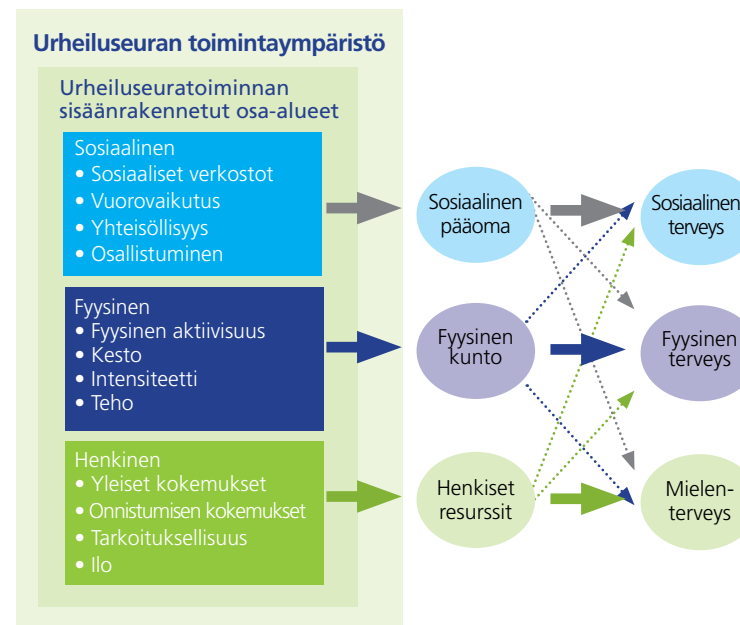 Urheiluseuran toimintaympäristö
Urheiluseuratoiminnan
sisäänrakennetut osa-alueet
Sosiaalinen
• Sosiaaliset verkostot
• Vuorovaikutus
• Yhteisöllisyys
• Osallistuminen
Sosiaalinen
pääoma
Sosiaalinen
terveys
Fyysinen
• Fyysinen aktiivisuus
• Kesto
• Intensiteetti
• Teho
Fyysinen
kunto
Fyysinen
terveys
Henkinen
• Yleiset kokemukset
• Onnistumisen kokemukset
• Tarkoituksellisuus
• Ilo
Henkiset
resurssit
Mielen-
terveys